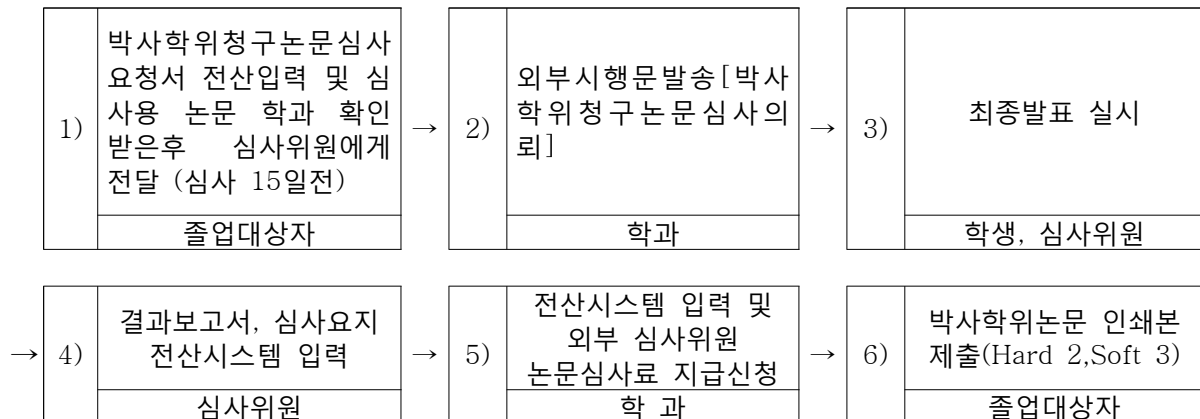 1)
박사학위청구논문심사
요청서 전산입력 및 심
사용 논문 학과 확인
받은후 심사위원에게
전달 (심사 15일전)
졸업대상자
→
2)
외부시행문발송[박사
학위청구논문심사의
뢰]
학과
→
3)
최종발표 실시
학생, 심사위원
→
4)
결과보고서, 심사요지
전산시스템 입력
심사위원
→
5)
전산시스템 입력 및
외부 심사위원
논문심사료 지급신청
학 과
→
6)
박사학위논문 인쇄본
제출(Hard 2,Soft 3)
졸업대상자